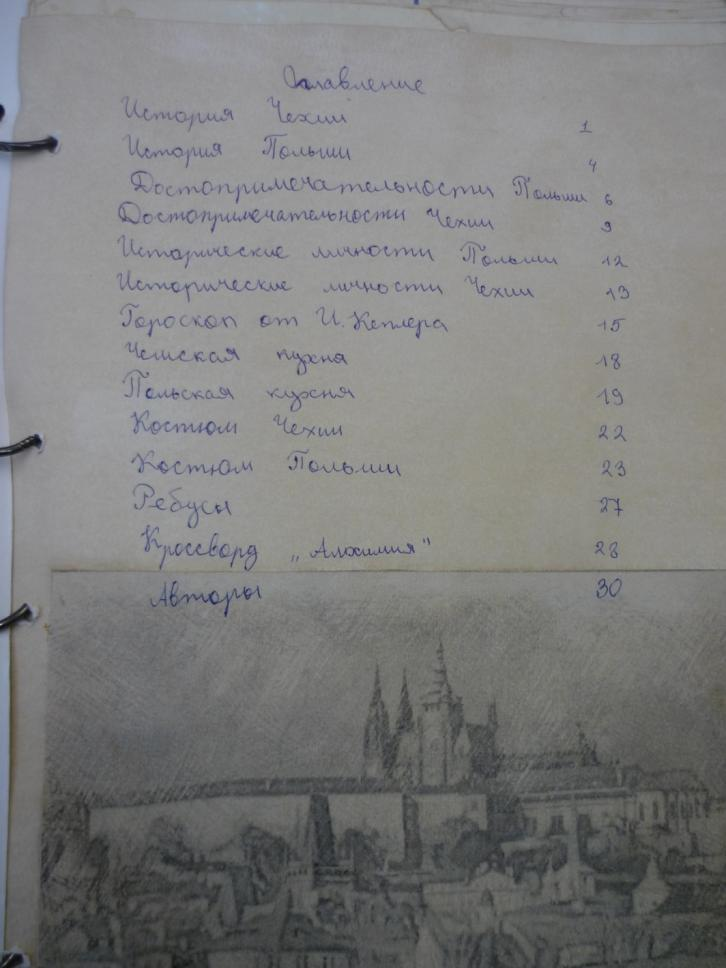 Оглавление
История Чехии 1
История Польши 4
Достопримечательности Польши 6
Достопримечательности Чехии 9
Исторические личности Польши 12
Исторические личности Чехии 13
Гороскоп от И. Кеплера 15
Чешская кухня 18
Польская кухня 19
Костюм Чехии 22
Костюм Польши 23
Ребусы 27
Кроссворд „Алхимия" 28
Авторы 30